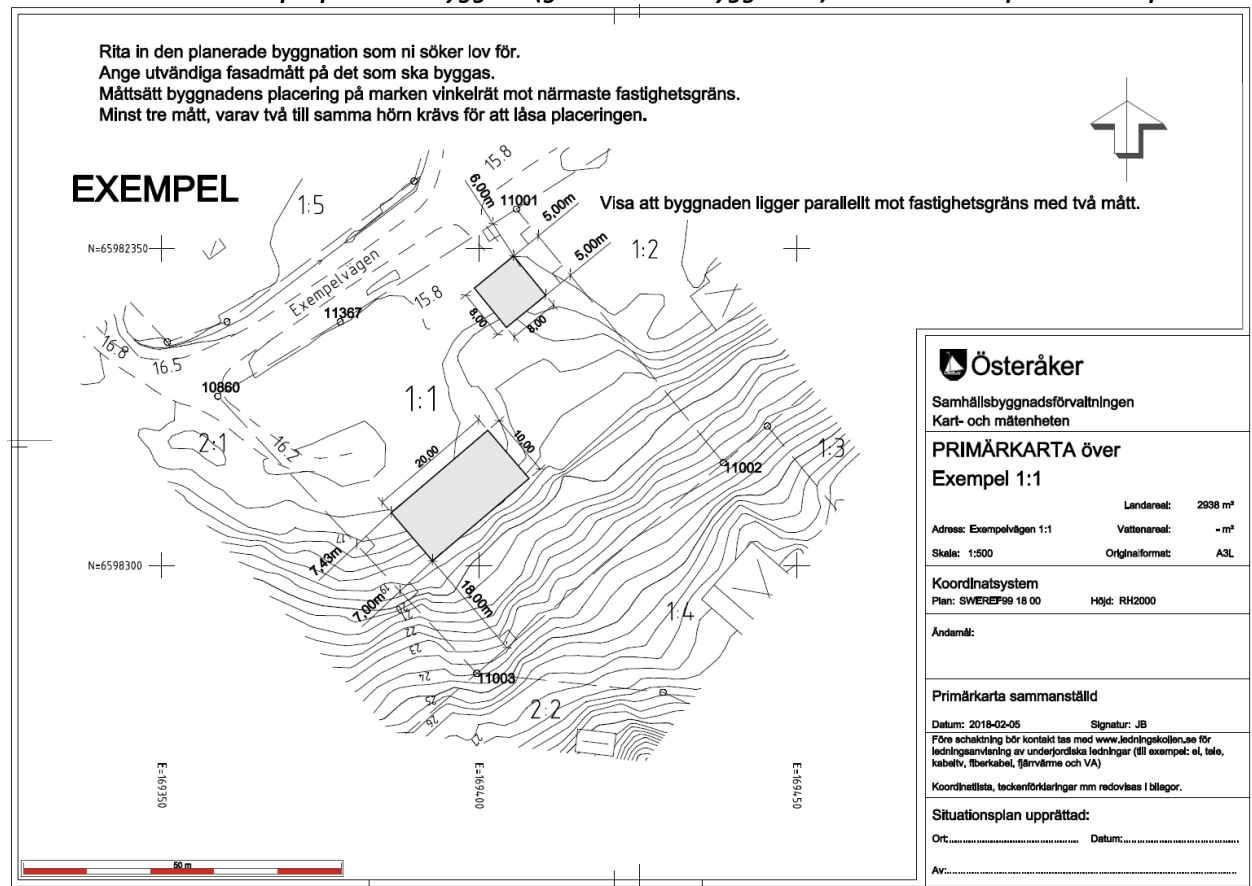 Rita in den planerade byggnation som ni söker lov för.
Ange utvändiga fasadmått på det som ska byggas.
Måttsätt byggnadens placering på marken vinkelrät mot närmaste fastighetsgräns.
Minst tre mått, varav två till samma hörn krävs för att låsa placeringen.
EXEMPEL
Visa att byggnaden ligger parallellt mot fastighetsgräns med två mått.
1:5
15.8
6,00m
11001
5,00m
5,00m
1:2
N=65982350
Exempelvägen
15.8
11367
8,00
8,00
16.8
16.5
10860
1:1
2:1
16.2
20,00
10,00
11002
1:3
17
7,43m
N=6598300
19
7,00m
18,00m
20
21
22
23
24
25
26
27
1:4
11003
2:2
E=169350
E=169400
E=169450
50 m
Österåker
Samhällsbyggnadsförvaltningen
Kart- och mätenheten
PRIMÄRKARTA över
Exempel 1:1
Landareal: 2938 m²
Adress: Exempelvägen 1:1 Vattenareal: - m²
Skala: 1:500 Originalformat: A3L
Koordinatsystem
Plan: SWEREF99 18 00 Höjd: RH2000
Ändamål:
Primärkarta sammanställd
Datum: 2018-02-05 Signatur: JB
Före schaktning bör kontakt tas med www.ledningskollen.se för
ledningsanvisning av underjordiska ledningar (till exempel: el, tele,
kabeltv, fiberkabel, fjärrvärme och VA)
Koordinatlista, teckenförklaringar mm redovisas i bilagor.
Situationsplan upprättad:
Ort:........................................ Datum:....................................
Av:................................................................................